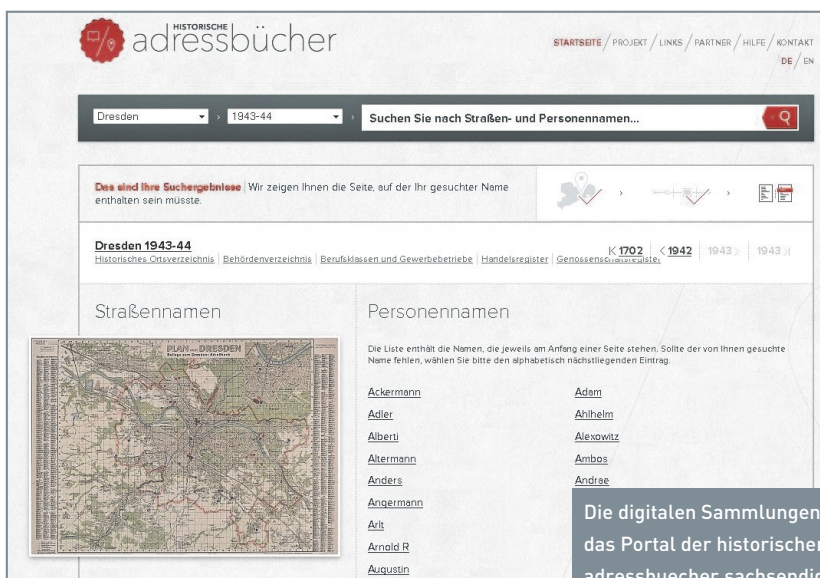 HISTORISCHE
adressbücher
STARTSEITE / PROJEKT / LINKS / PARTNER / HILFE / KONTAKT
DE / EN
Dresden › 1943-44 › Suchen Sie nach Straßen- und Personennamen...
Das sind Ihre Suchergebnisse | Wir zeigen Ihnen die Seite, auf der Ihr gesuchter Name
enthalten sein müsste.
Dresden 1943-44
Historisches Ortsverzeichnis | Behördenverzeichnis | Berufsklassen und Gewerbebetriebe | Handelsregister | Genossenschaftsregister
1702 | < 1942 | 1943 > | 1943
Straßennamen
PLAN VON DRESDEN
Personennamen
Die Liste enthält die Namen, die jeweils am Anfang einer Seite stehen. Sollte der von Ihnen gesuchte
Name fehlen, wählen Sie bitte den alphabetisch nächstliegenden Eintrag.
Ackermann
Adler
Alberti
Altermann
Anders
Angermann
Arlt
Arnold R
Augustin
Adam
Ahlhelm
Alexowitz
Ambos
Andrae
Die digitalen Sammlungen
das Portal der historischen
adressbuecher.sachsendig